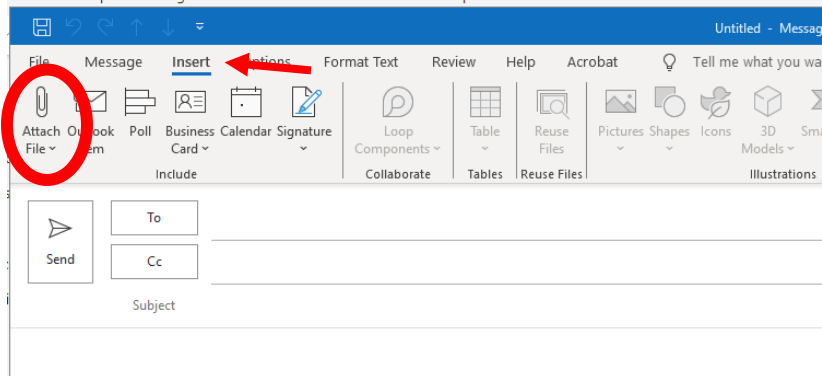 Untitled - Messag
File Message Insert Options Format Text Review Help Acrobat Tell me what you wa
Attach Outlook Poll Business Calendar Signature Loop Table Reuse Pictures Shapes Icons 3D Sma
File Item Card Components Files Models
Include Collaborate Tables Reuse Files Illustrations
To
Send Cc
Subject